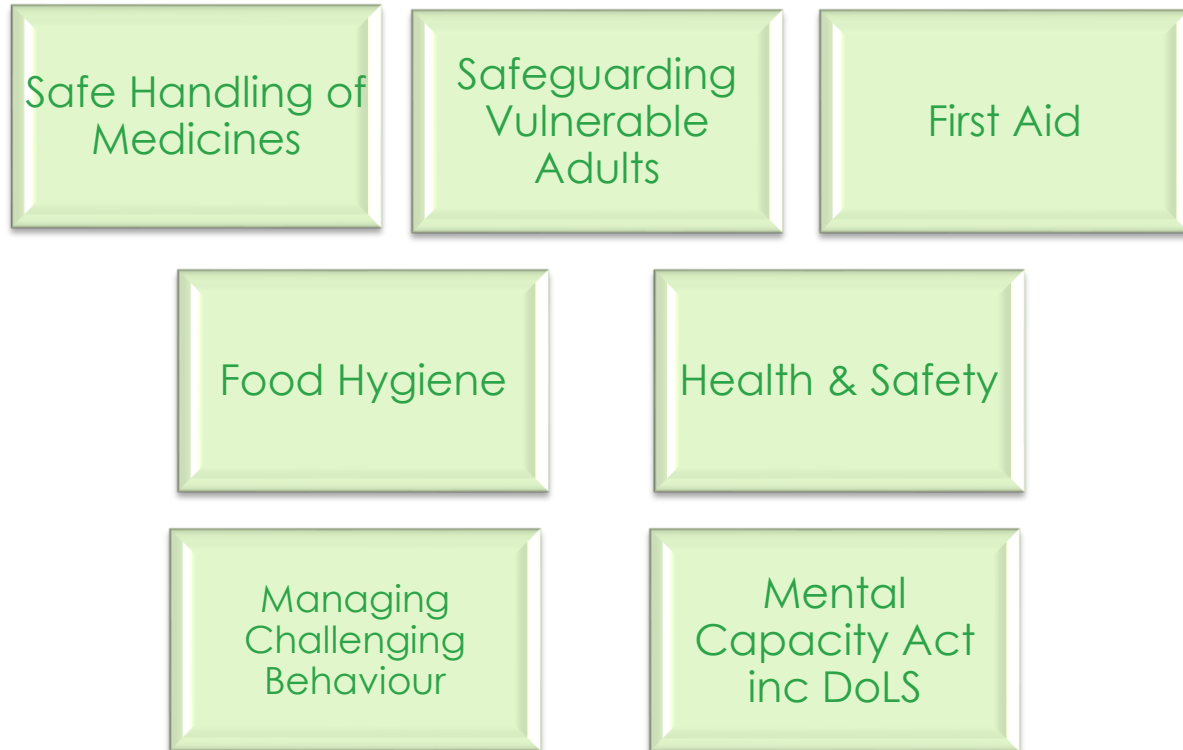 Safe Handling of
Medicines
Safeguarding
Vulnerable
Adults
First Aid
Food Hygiene
Health & Safety
Managing
Challenging
Behaviour
Mental
Capacity Act
inc DoLS